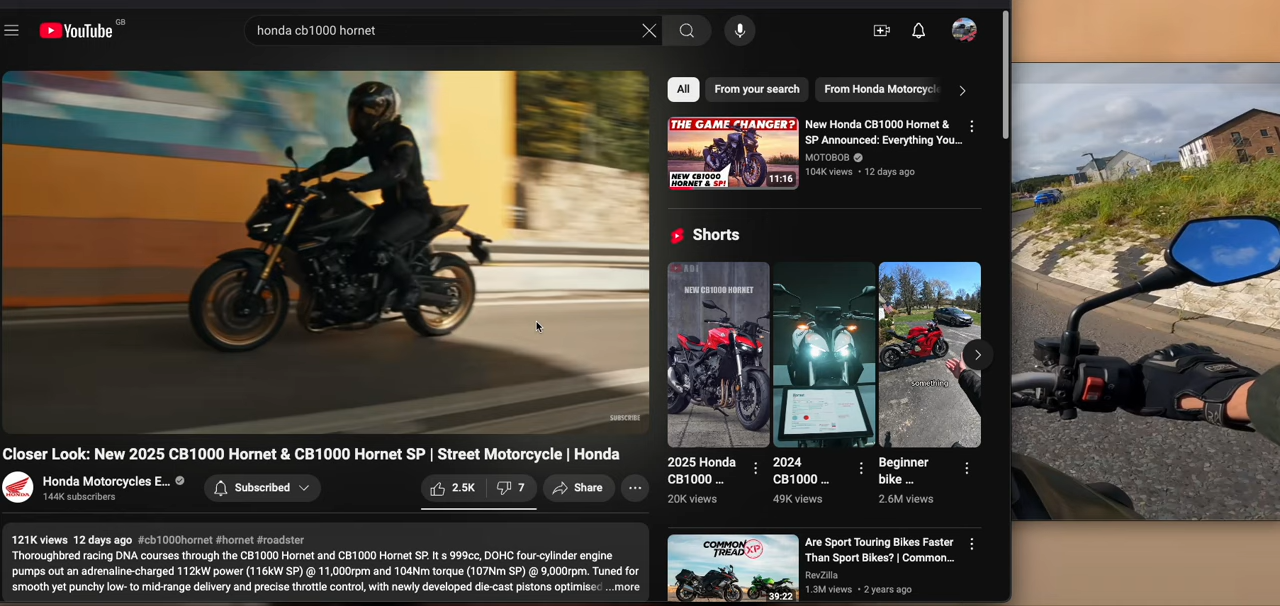 YouTube GB
honda cb1000 hornet
SUBSCRIBE
Closer Look: New 2025 CB1000 Hornet & CB1000 Hornet SP | Street Motorcycle | Honda
HONDA
Honda Motorcycles E...
144K subscribers
Subscribed
2.5K
7
Share
121K views 12 days ago #cb1000hornet #hornet #roadster
Thoroughbred racing DNA courses through the CB1000 Hornet and CB1000 Hornet SP. It s 999cc, DOHC four-cylinder engine
pumps out an adrenaline-charged 112kW power (116kW SP) @ 11,000rpm and 104Nm torque (107Nm SP) @ 9,000rpm. Tuned for
smooth yet punchy low- to mid-range delivery and precise throttle control, with newly developed die-cast pistons optimised ...more
All
From your search
From Honda Motorcycle
THE GAME CHANGER?
NEW CB1000
HORNET & SP!
11:16
New Honda CB1000 Hornet &
SP Announced: Everything You...
MOTOBOB
104K views • 12 days ago
Shorts
NEW CB1000 HORNET
something
2025 Honda
CB1000 ...
20K views
2024
CB1000 ...
49K views
Beginner
bike ...
2.6M views
COMMON
TREAD XP
39:22
Are Sport Touring Bikes Faster
Than Sport Bikes? | Common...
RevZilla
1.3M views • 2 years ago